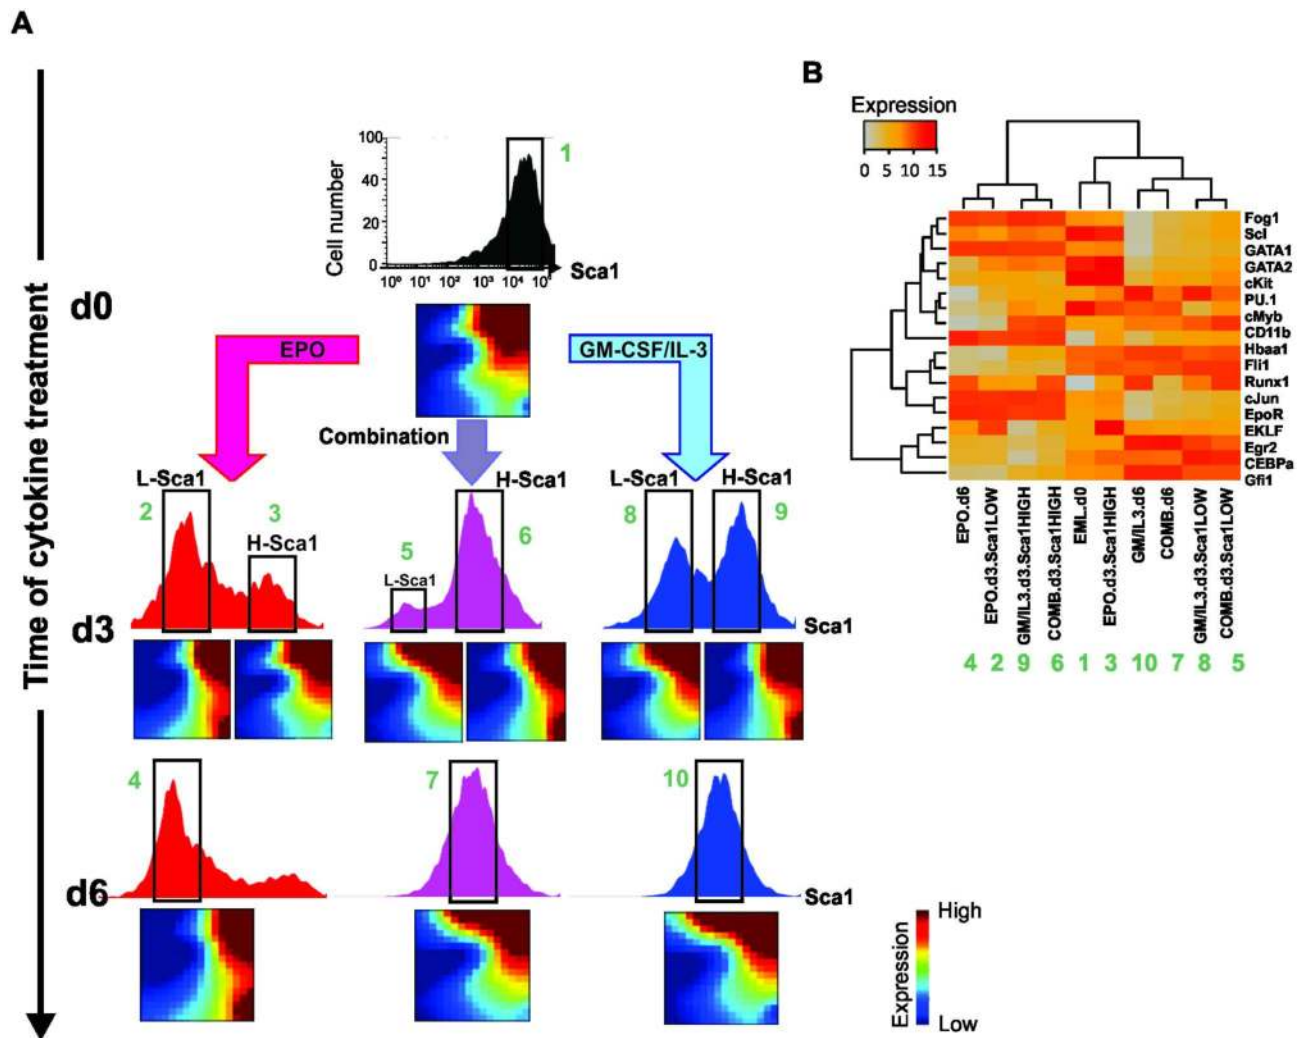 A
Time of cytokine treatment
d0
d3
d6
Cell number
100
40
20
0
10⁰ 10¹ 10² 10³ 10⁴
1
Sca1
EPO
GM-CSF/IL-3
Combination
L-Sca1
2
3
H-Sca1
5
L-Sca1
H-Sca1
6
L-Sca1
8
H-Sca1
9
Sca1
4
7
10
Sca1
Expression
High
Low
B
Expression
0 5 10 15
Fog1
Scl
GATA1
GATA2
cKit
PU.1
cMyb
CD11b
Hbaa1
Fli1
Runx1
cJun
EpoR
EKLF
Egr2
CEBPa
Gfi1
EPO.d6
EPO.d3.Sca1LOW
GM/IL3.d3.Sca1HIGH
COMB.d3.Sca1HIGH
EML.d0
EPO.d3.Sca1HIGH
GM/IL3.d6
COMB.d6
GM/IL3.d3.Sca1LOW
COMB.d3.Sca1LOW
4 2 9 6 1 3 10 7 8 5